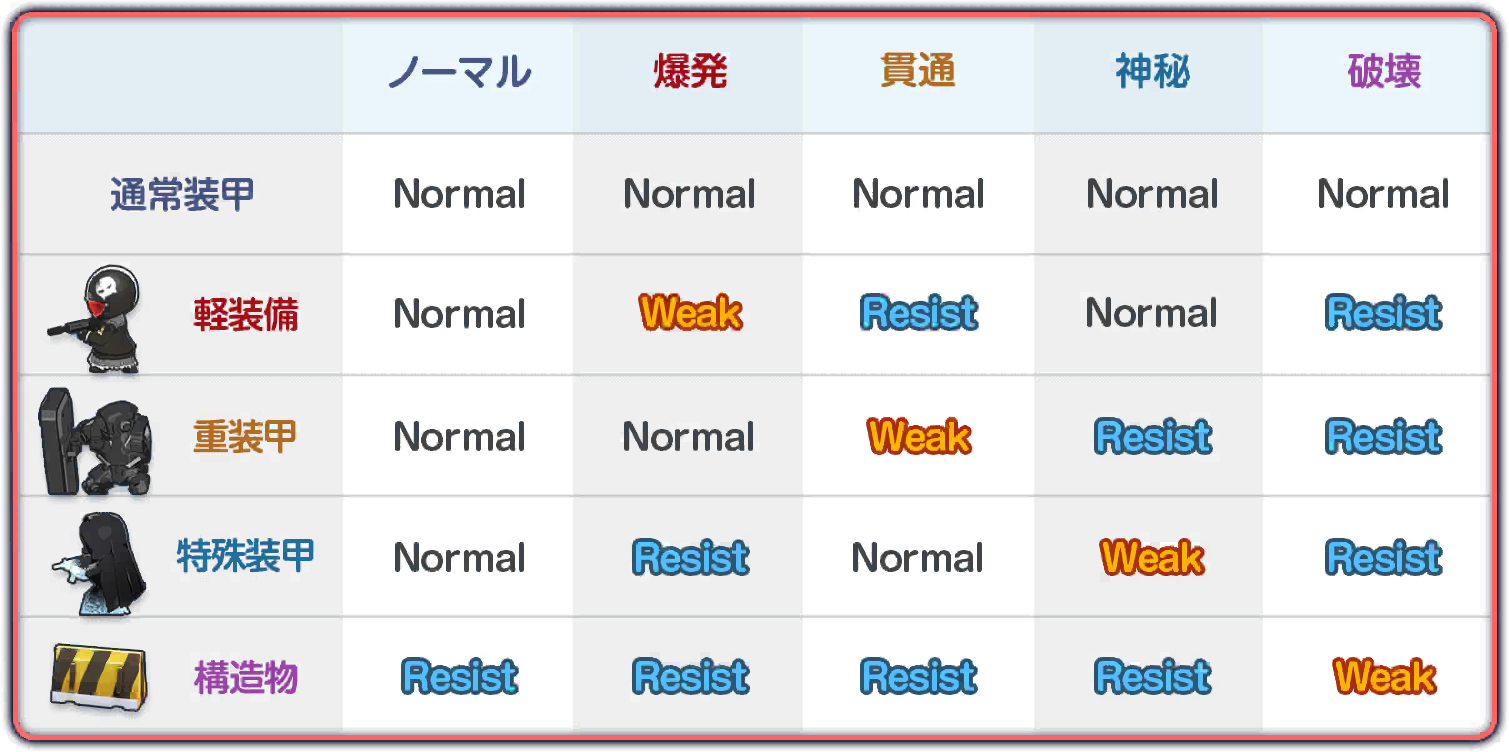 ノーマル 爆発 貫通 神秘 破壊
通常装甲 Normal Normal Normal Normal Normal
軽装備 Normal Weak Resist Normal Resist
重装甲 Normal Normal Weak Resist Resist
特殊装甲 Normal Resist Normal Weak Resist
構造物 Resist Resist Resist Resist Weak